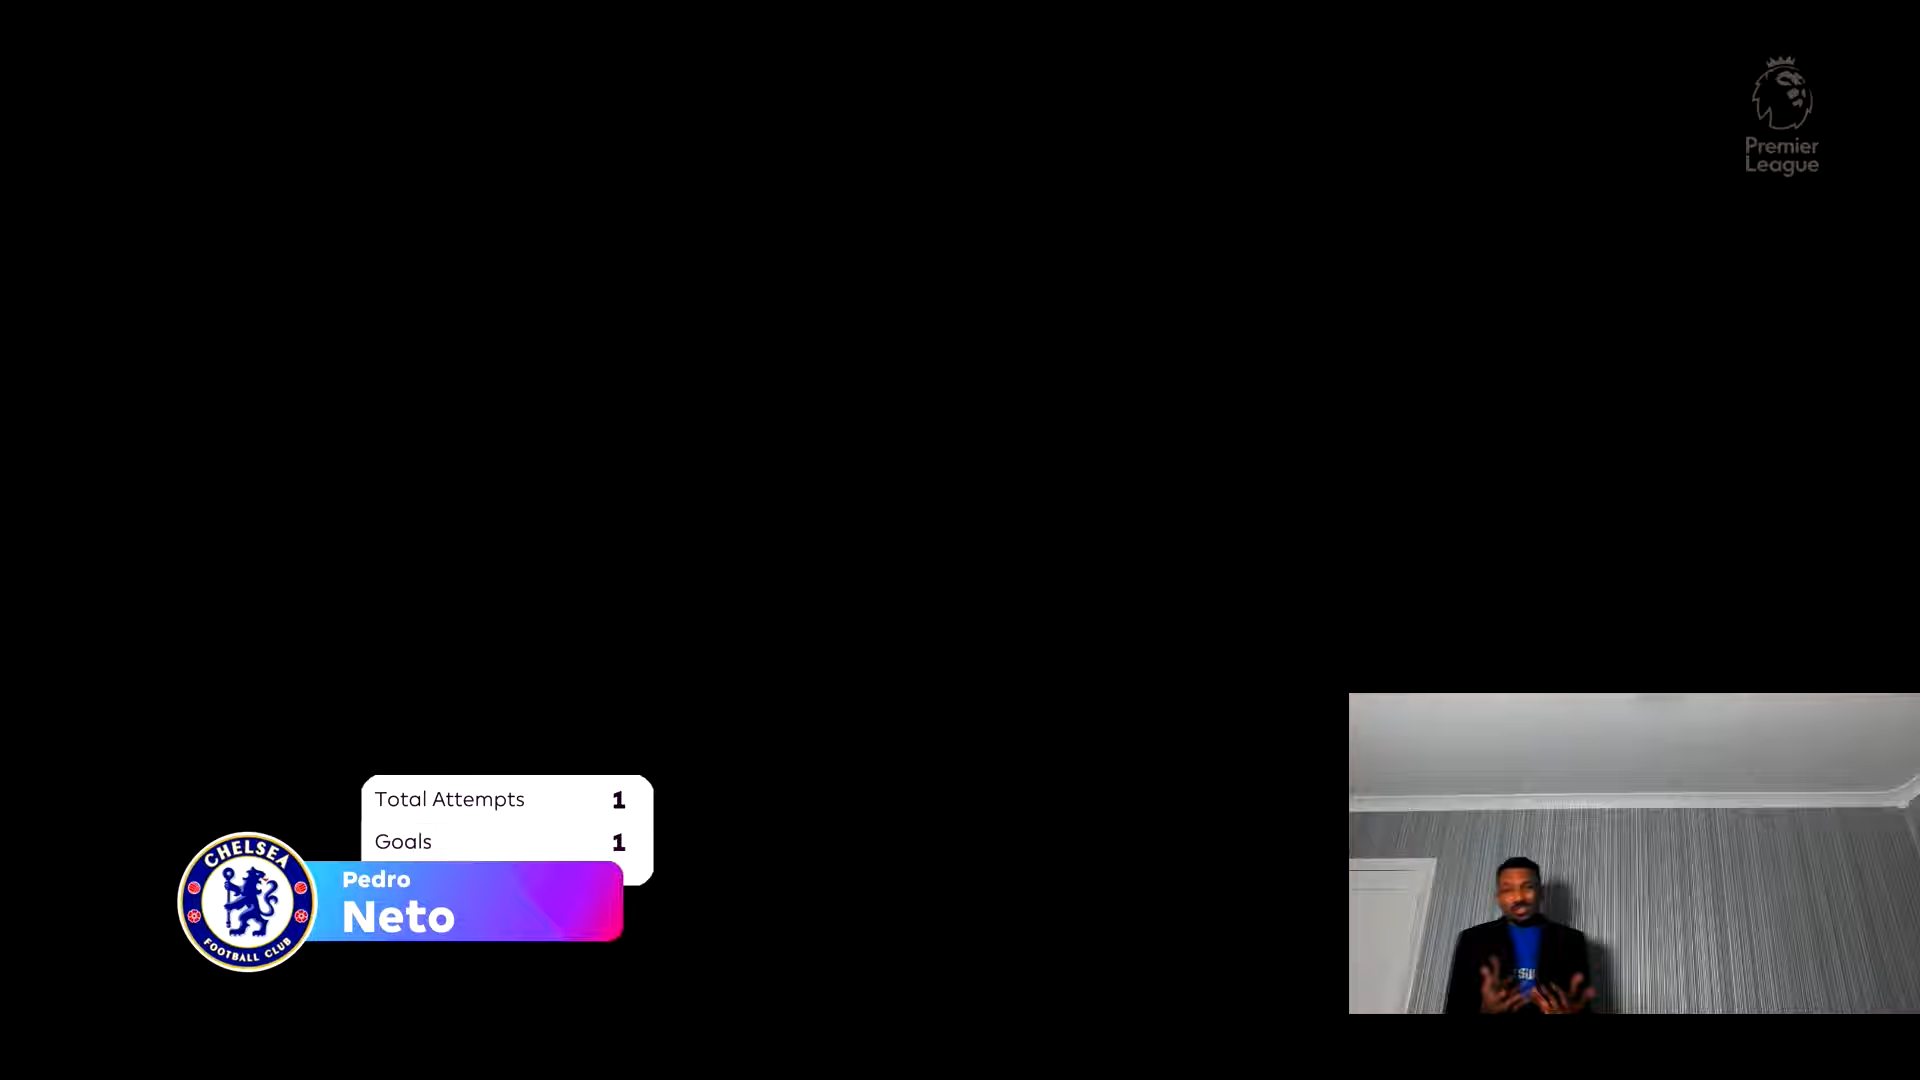 Premier
League
Total Attempts 1
Goals 1
CHELSEA
FOOTBALL CLUB
Pedro
Neto